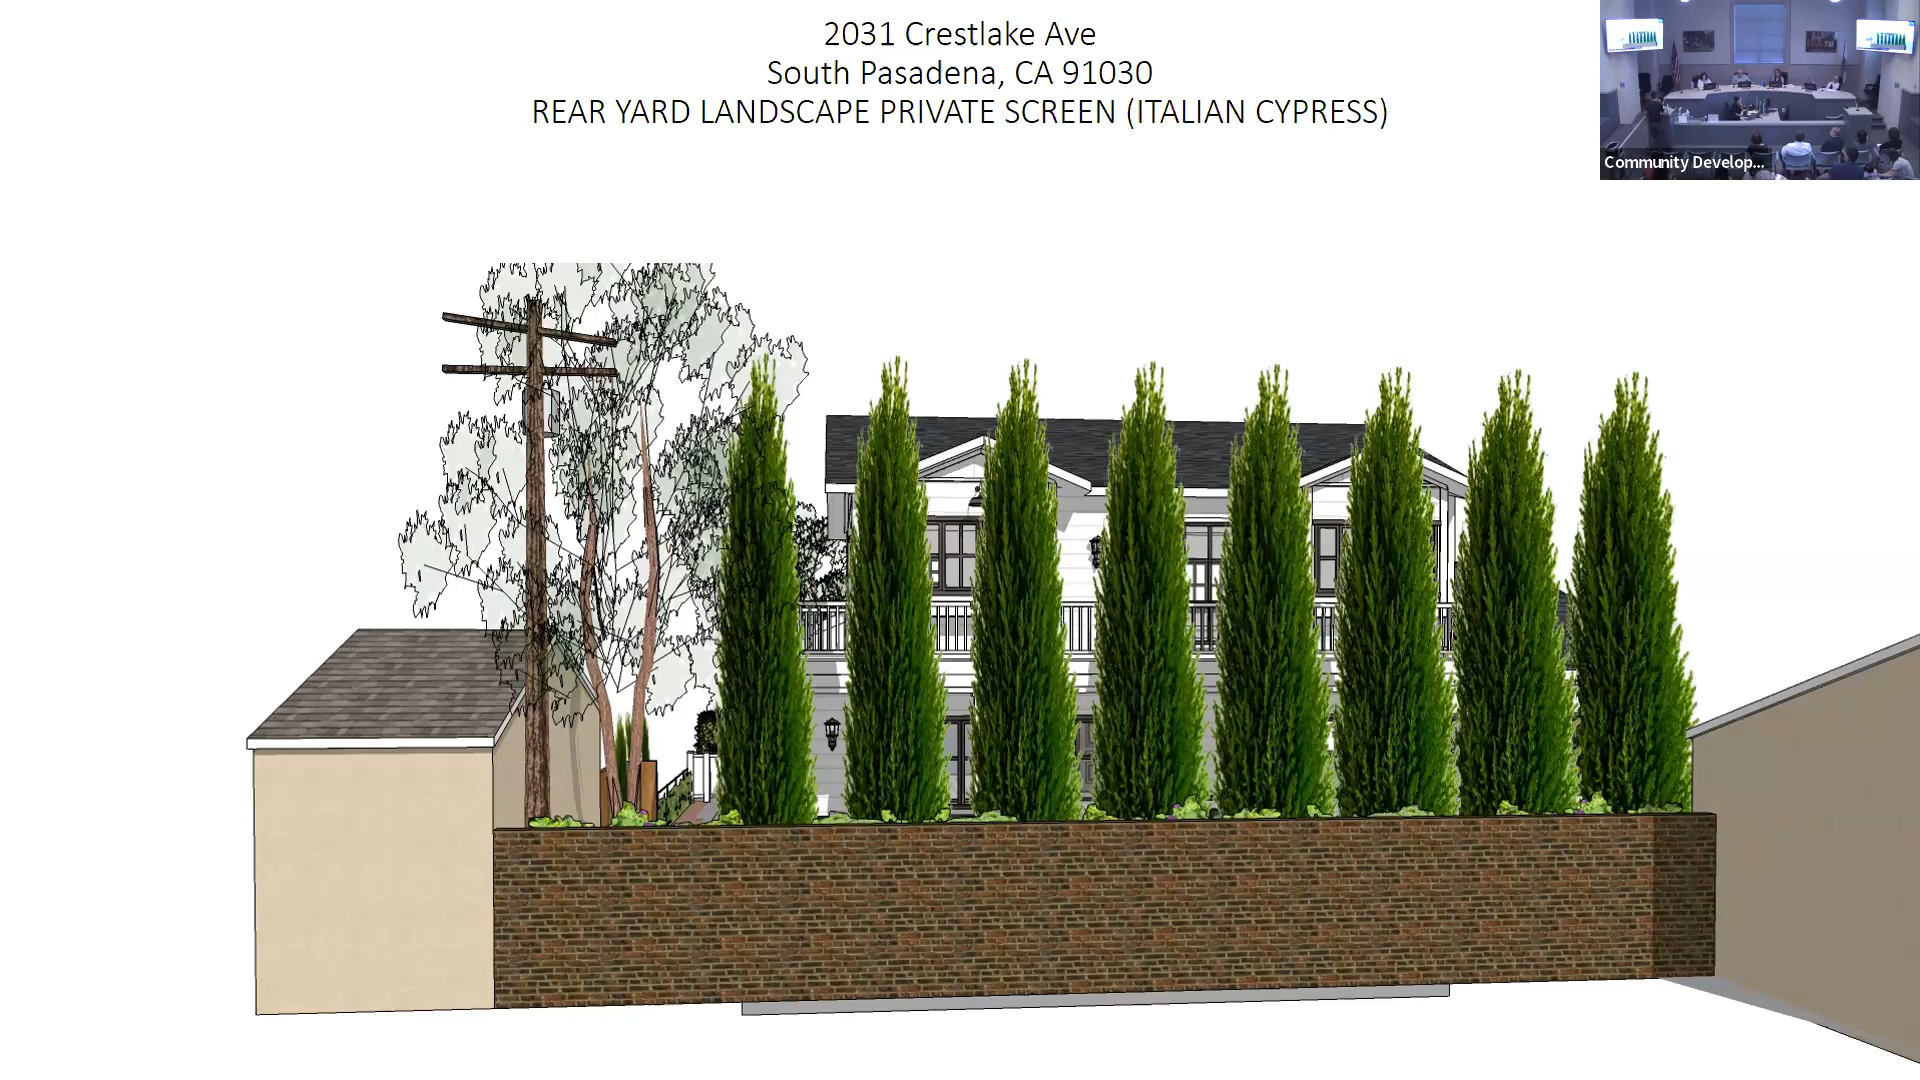 2031 Crestlake Ave
South Pasadena, CA 91030
REAR YARD LANDSCAPE PRIVATE SCREEN (ITALIAN CYPRESS)
Community Develop...